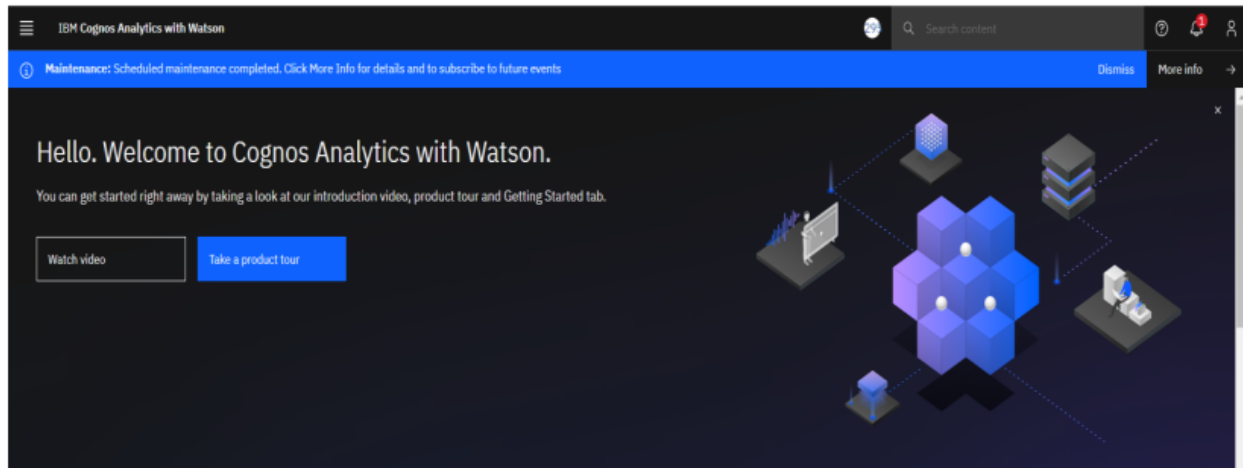 IBM Cognos Analytics with Watson
Search content
1
Maintenance: Scheduled maintenance completed. Click More Info for details and to subscribe to future events
Dismiss
More info
Hello. Welcome to Cognos Analytics with Watson.
You can get started right away by taking a look at our introduction video, product tour and Getting Started tab.
Watch video
Take a product tour